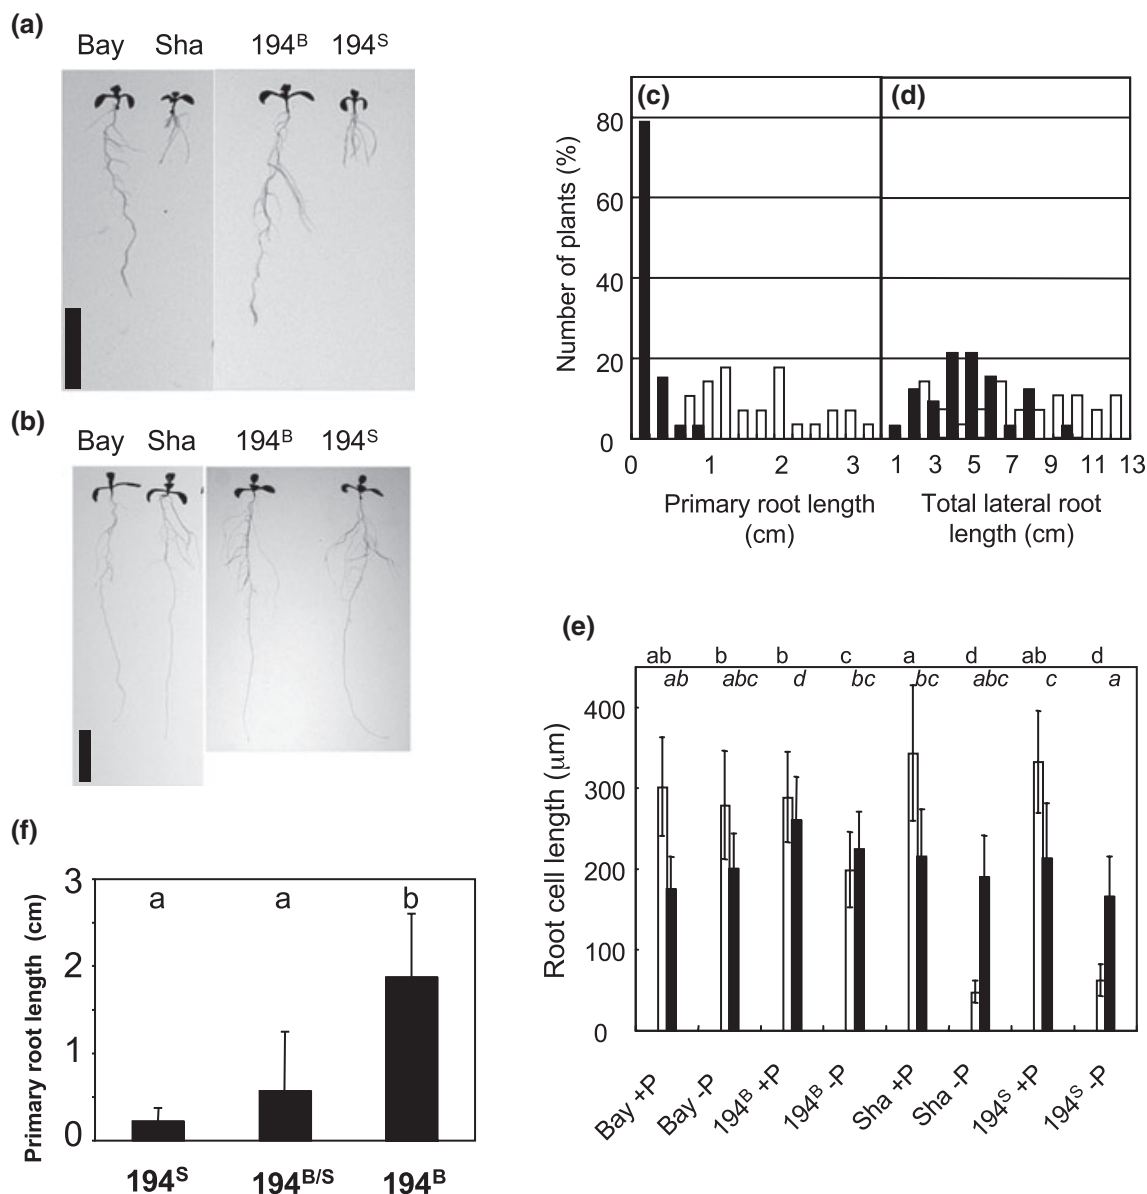 (a)
Bay Sha 194ᴮ 194ˢ
(b)
Bay Sha 194ᴮ 194ˢ
(c) (d)
Number of plants (%)
80
60
40
20
0
0 1 2 3 1 3 5 7 9 11 13
Primary root length (cm)
Total lateral root length (cm)
(e)
ab b b c a d ab d
ab abc d bc bc abc c a
Root cell length (µm)
400
300
200
100
0
Bay +P
Bay -P
194ᴮ +P
194ᴮ -P
Sha +P
Sha -P
194ˢ +P
194ˢ -P
(f)
Primary root length (cm)
3
2
1
0
a a b
194ˢ 194ᴮ/ˢ 194ᴮ